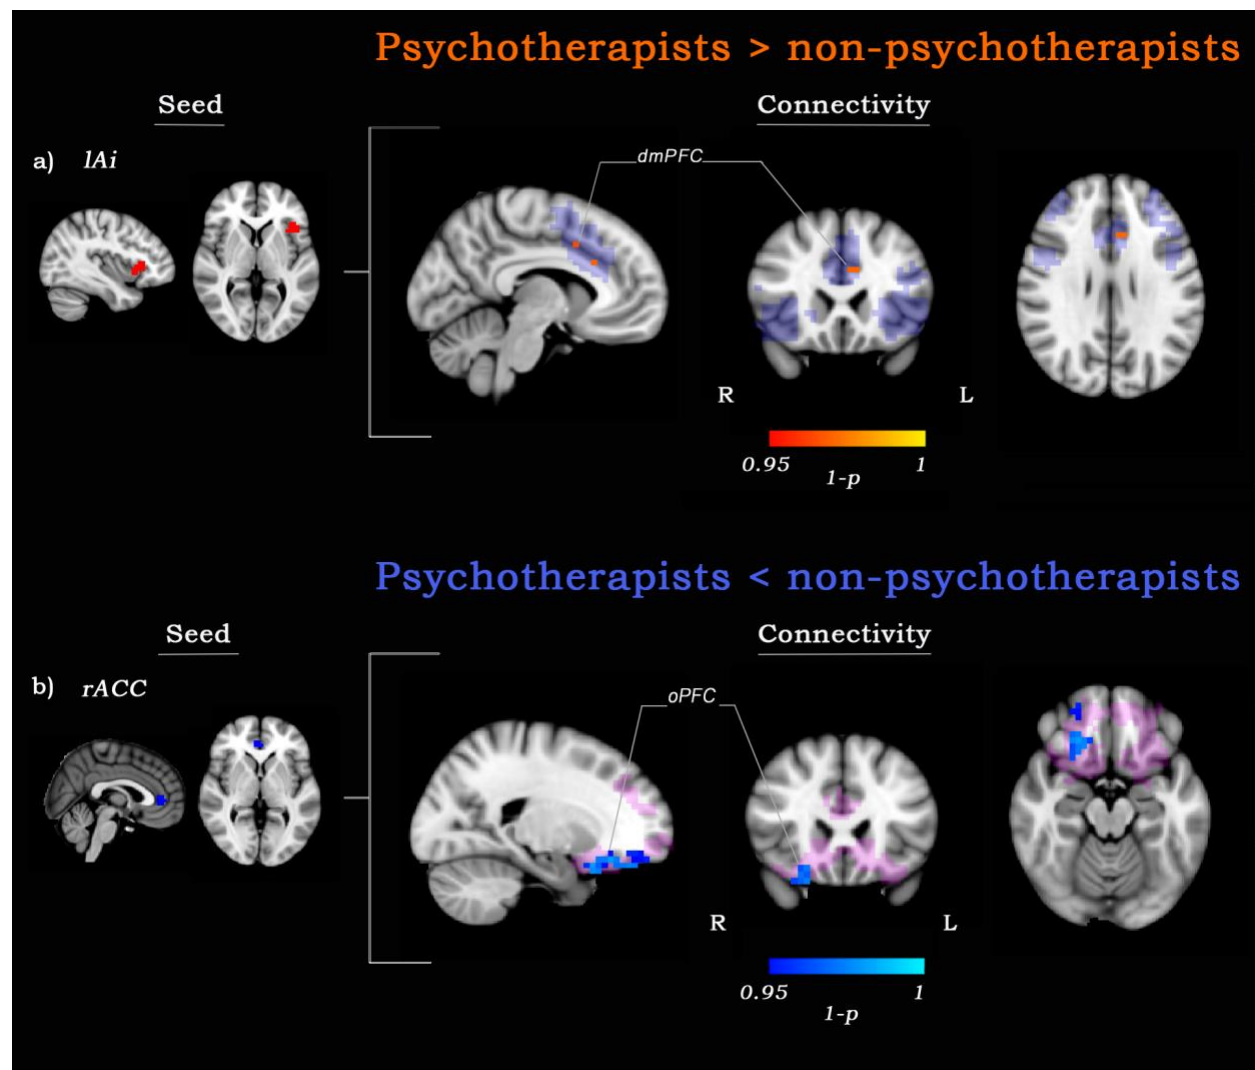 Psychotherapists > non-psychotherapists
Seed
Connectivity
a) lAi
dmPFC
R
L
0.95
1
1-p
Psychotherapists < non-psychotherapists
Seed
Connectivity
b) rACC
oPFC
R
L
0.95
1
1-p